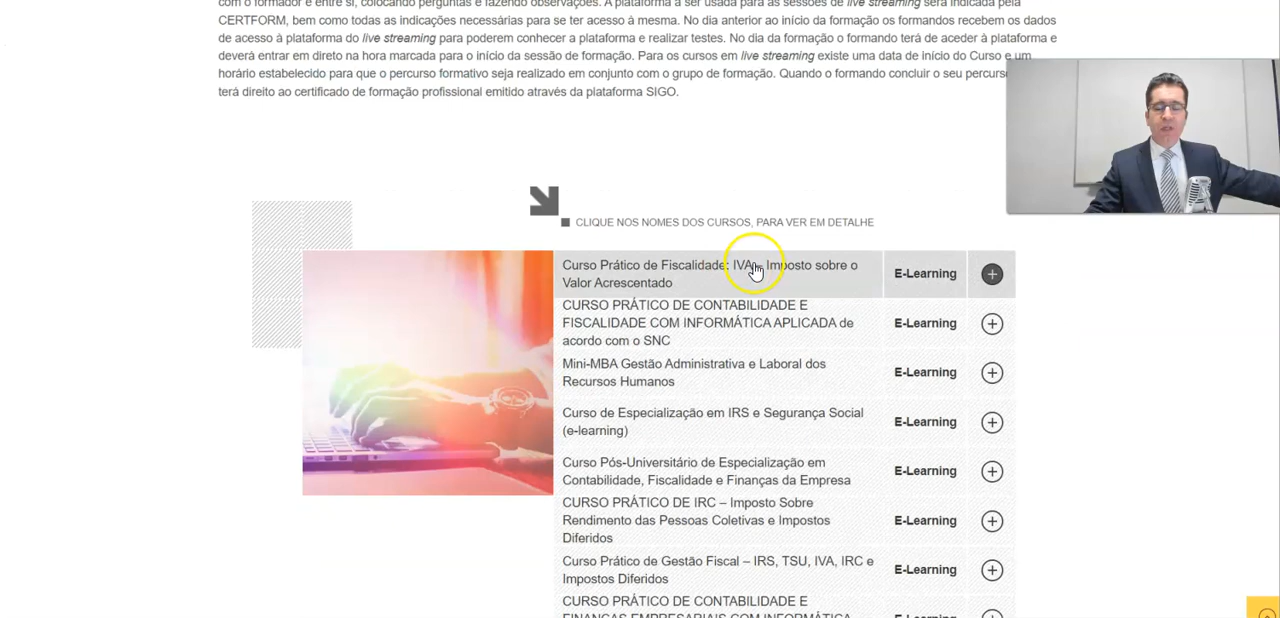 com o formador e entre si, colocando perguntas e fazendo observações. A plataforma a ser usada para as sessões de live streaming será indicada pela
CERTFORM, bem como todas as indicações necessárias para se ter acesso à mesma. No dia anterior ao início da formação os formandos recebem os dados
de acesso à plataforma do live streaming para poderem conhecer a plataforma e realizar testes. No dia da formação o formando terá de aceder à plataforma e
deverá entrar em direto na hora marcada para o início da sessão de formação. Para os cursos em live streaming existe uma data de início do Curso e um
horário estabelecido para que o percurso formativo seja realizado em conjunto com o grupo de formação. Quando o formando concluir o seu percurso
terá direito ao certificado de formação profissional emitido através da plataforma SIGO.
CLIQUE NOS NOMES DOS CURSOS, PARA VER EM DETALHE
Curso Prático de Fiscalidade: IVA – Imposto sobre o
Valor Acrescentado
E-Learning
CURSO PRÁTICO DE CONTABILIDADE E
FISCALIDADE COM INFORMÁTICA APLICADA de
acordo com o SNC
E-Learning
Mini-MBA Gestão Administrativa e Laboral dos
Recursos Humanos
E-Learning
Curso de Especialização em IRS e Segurança Social
(e-learning)
E-Learning
Curso Pós-Universitário de Especialização em
Contabilidade, Fiscalidade e Finanças da Empresa
E-Learning
CURSO PRÁTICO DE IRC – Imposto Sobre
Rendimento das Pessoas Coletivas e Impostos
Diferidos
E-Learning
Curso Prático de Gestão Fiscal – IRS, TSU, IVA, IRC e
Impostos Diferidos
E-Learning
CURSO PRÁTICO DE CONTABILIDADE E
FINANÇAS EMPRESARIAIS COM INFORMÁTICA
E-Learning